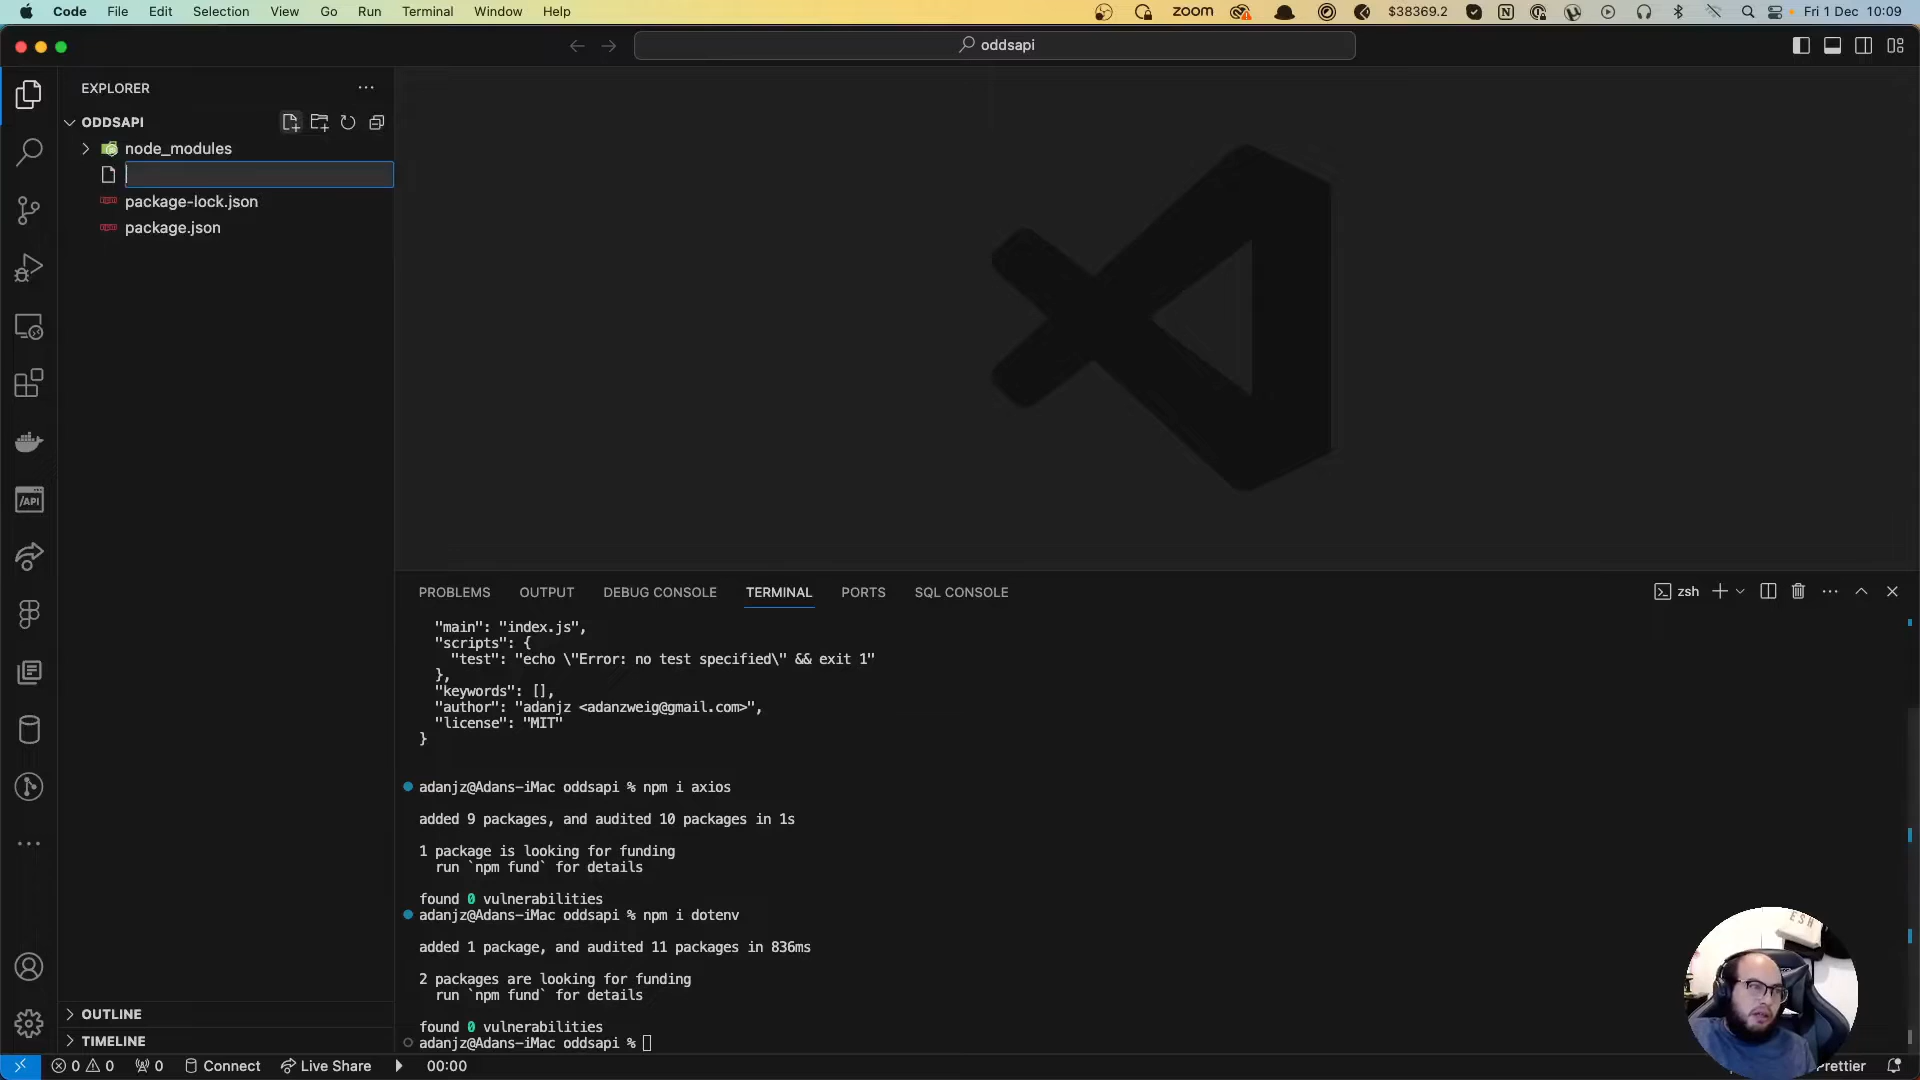 Code File Edit Selection View Go Run Terminal Window Help
zoom
$38369.2
Fri 1 Dec 10:09
oddsapi
EXPLORER
ODDSAPI
node_modules
package-lock.json
package.json
/API
PROBLEMS OUTPUT DEBUG CONSOLE TERMINAL PORTS SQL CONSOLE
zsh
"main": "index.js",
"scripts": {
"test": "echo \"Error: no test specified\" && exit 1"
},
"keywords": [],
"author": "adanjz <adanzweig@gmail.com>",
"license": "MIT"
}
adanjz@Adans-iMac oddsapi % npm i axios
added 9 packages, and audited 10 packages in 1s
1 package is looking for funding
run `npm fund` for details
found 0 vulnerabilities
adanjz@Adans-iMac oddsapi % npm i dotenv
added 1 package, and audited 11 packages in 836ms
2 packages are looking for funding
run `npm fund` for details
found 0 vulnerabilities
adanjz@Adans-iMac oddsapi %
OUTLINE
TIMELINE
0 0 0 Connect Live Share 00:00
Prettier